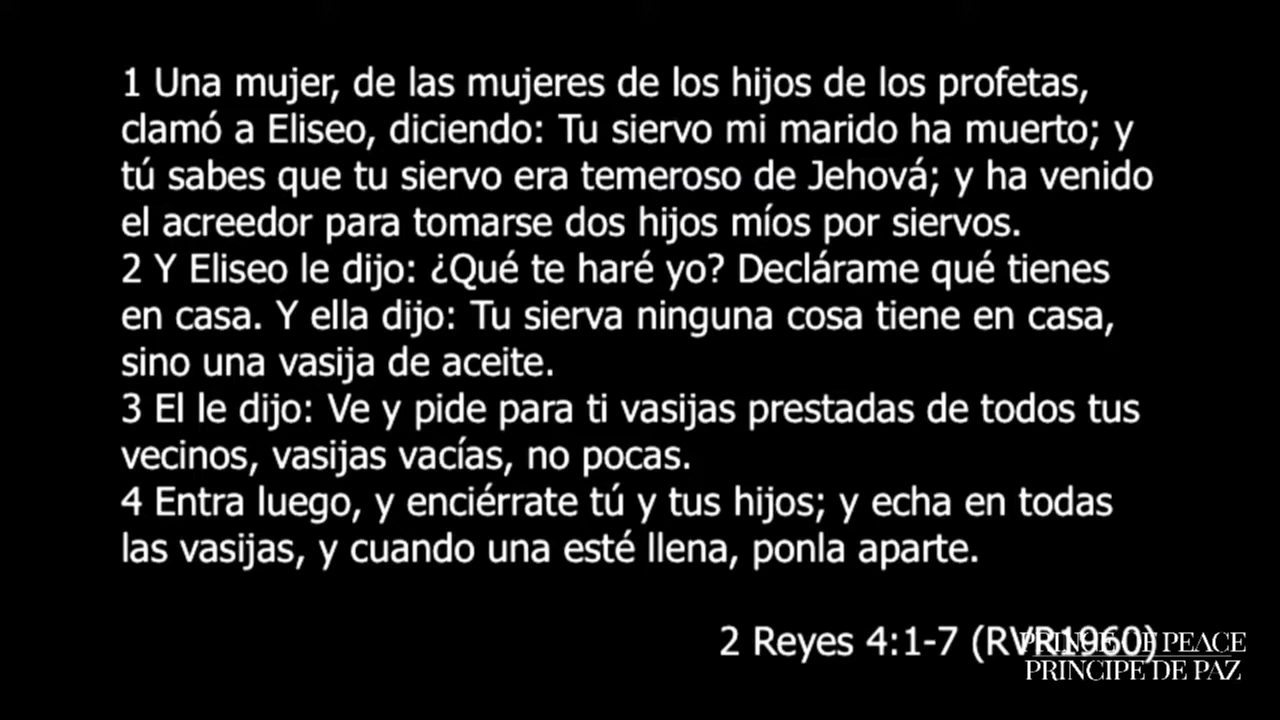 1 Una mujer, de las mujeres de los hijos de los profetas,
clamó a Eliseo, diciendo: Tu siervo mi marido ha muerto; y
tú sabes que tu siervo era temeroso de Jehová; y ha venido
el acreedor para tomarse dos hijos míos por siervos.
2 Y Eliseo le dijo: ¿Qué te haré yo? Declárame qué tienes
en casa. Y ella dijo: Tu sierva ninguna cosa tiene en casa,
sino una vasija de aceite.
3 El le dijo: Ve y pide para ti vasijas prestadas de todos tus
vecinos, vasijas vacías, no pocas.
4 Entra luego, y enciérrate tú y tus hijos; y echa en todas
las vasijas, y cuando una esté llena, ponla aparte.
2 Reyes 4:1-7 (RVR1960)
PRINCE OF PEACE
PRINCIPE DE PAZ